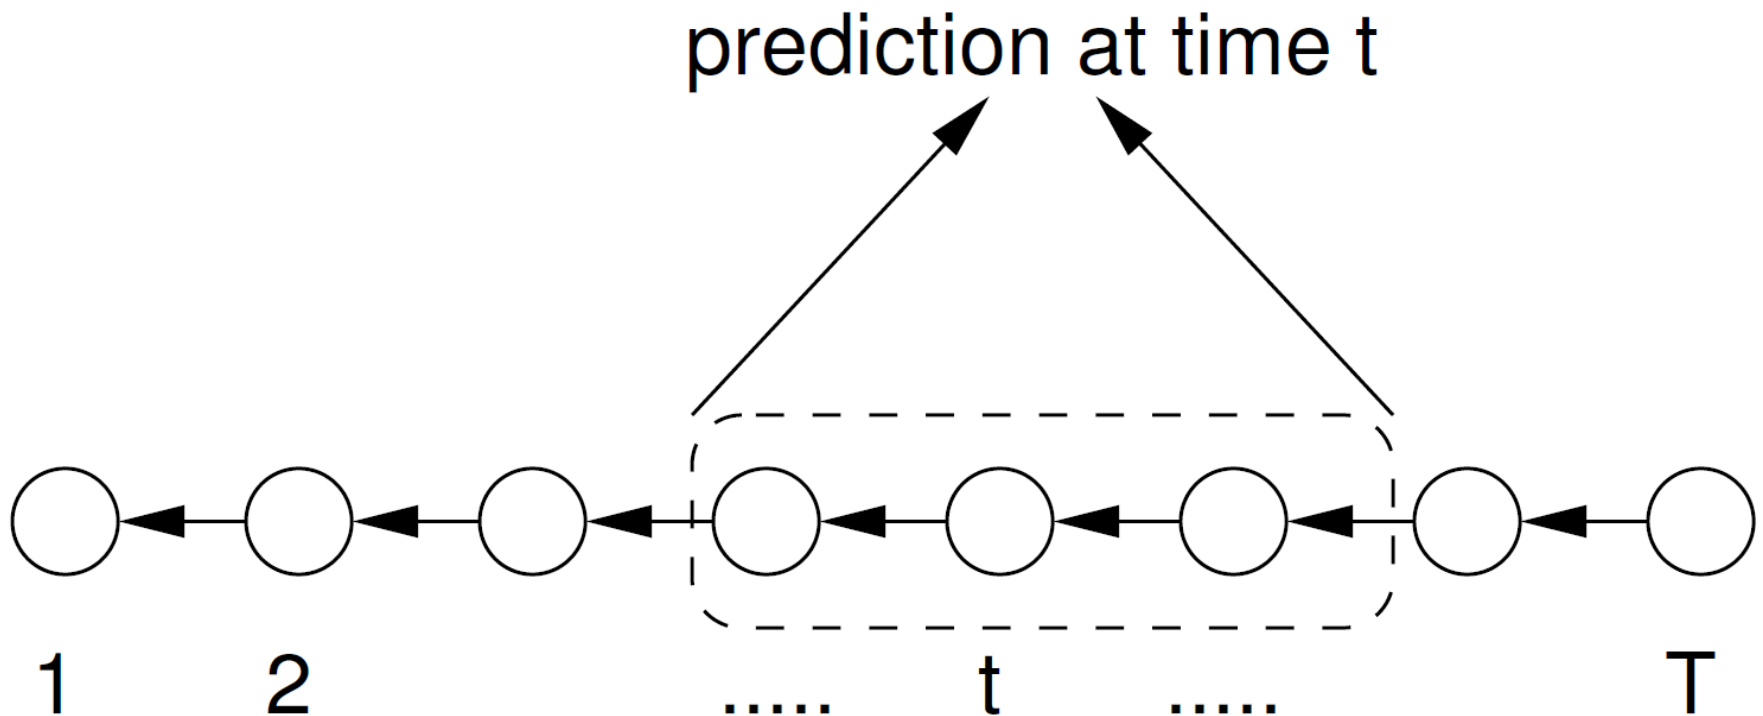 prediction at time t
1 2 ..... t ..... T